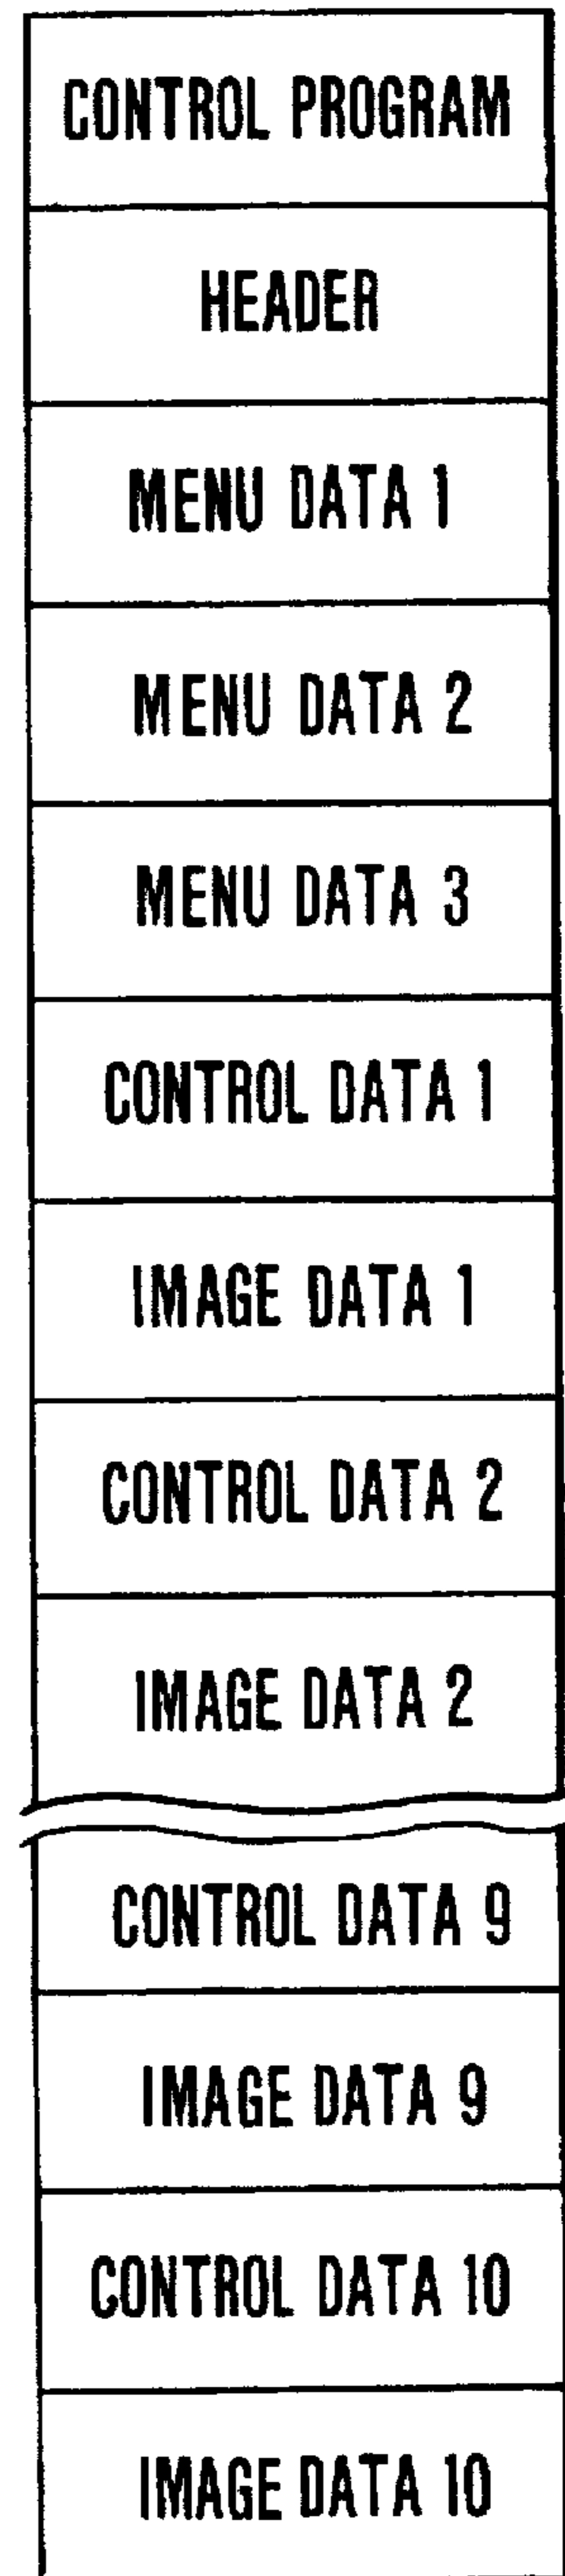 CONTROL PROGRAM
HEADER
MENU DATA 1
MENU DATA 2
MENU DATA 3
CONTROL DATA 1
IMAGE DATA 1
CONTROL DATA 2
IMAGE DATA 2
CONTROL DATA 9
IMAGE DATA 9
CONTROL DATA 10
IMAGE DATA 10